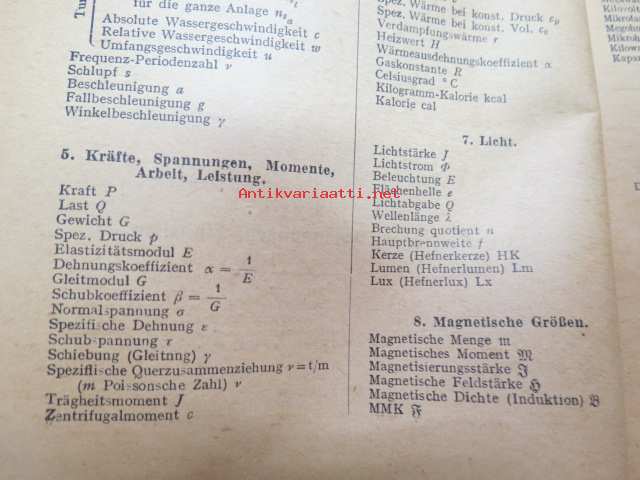 für die ganze Anlage
Absolute Wassergeschwindigkeit c
Relative Wassergeschwindigkeit w
Umfangsgeschwindigkeit u
Frequenz-Periodenzahl ν
Schlupf s
Beschleunigung a
Fallbeschleunigung g
Winkelbeschleunigung γ
5. Kräfte, Spannungen, Momente,
Arbeit, Leistung.
Kraft P
Last Q
Gewicht G
Spez. Druck p
Elastizitätsmodul E
Dehnungskoeffizient α = 1/E
Gleitmodul G
Schubkoeffizient β = 1/G
Normalspannung σ
Spezifische Dehnung ε
Schubspannung τ
Schiebung (Gleitung) γ
Spezifische Querzusammenziehung ν = t/m
(m Poissonsche Zahl) ν
Trägheitsmoment J
Zentrifugalmoment c
Spez. Wärme bei konst. Druck cp
Spez. Wärme bei konst. Vol. cv
Verdampfungswärme r
Heizwert H
Wärmeausdehnungskoeffizient α
Gaskonstante R
Celsiusgrad °C
Kilogramm-Kalorie kcal
Kalorie cal
7. Licht.
Lichtstärke J
Lichtstrom Φ
Beleuchtung E
Flächenhelle e
Lichtabgabe Q
Wellenlänge λ
Brechungquotient n
Hauptbrennweite f
Kerze (Hefnerkerze) HK
Lumen (Hefnerlumen) Lm
Lux (Hefnerlux) Lx
8. Magnetische Größen.
Magnetische Menge m
Magnetisches Moment 𝔐
Magnetisierungsstärke 𝔍
Magnetische Feldstärke ℌ
Magnetische Dichte (Induktion) 𝔅
MMK 𝔉
Antikvariaatti.net